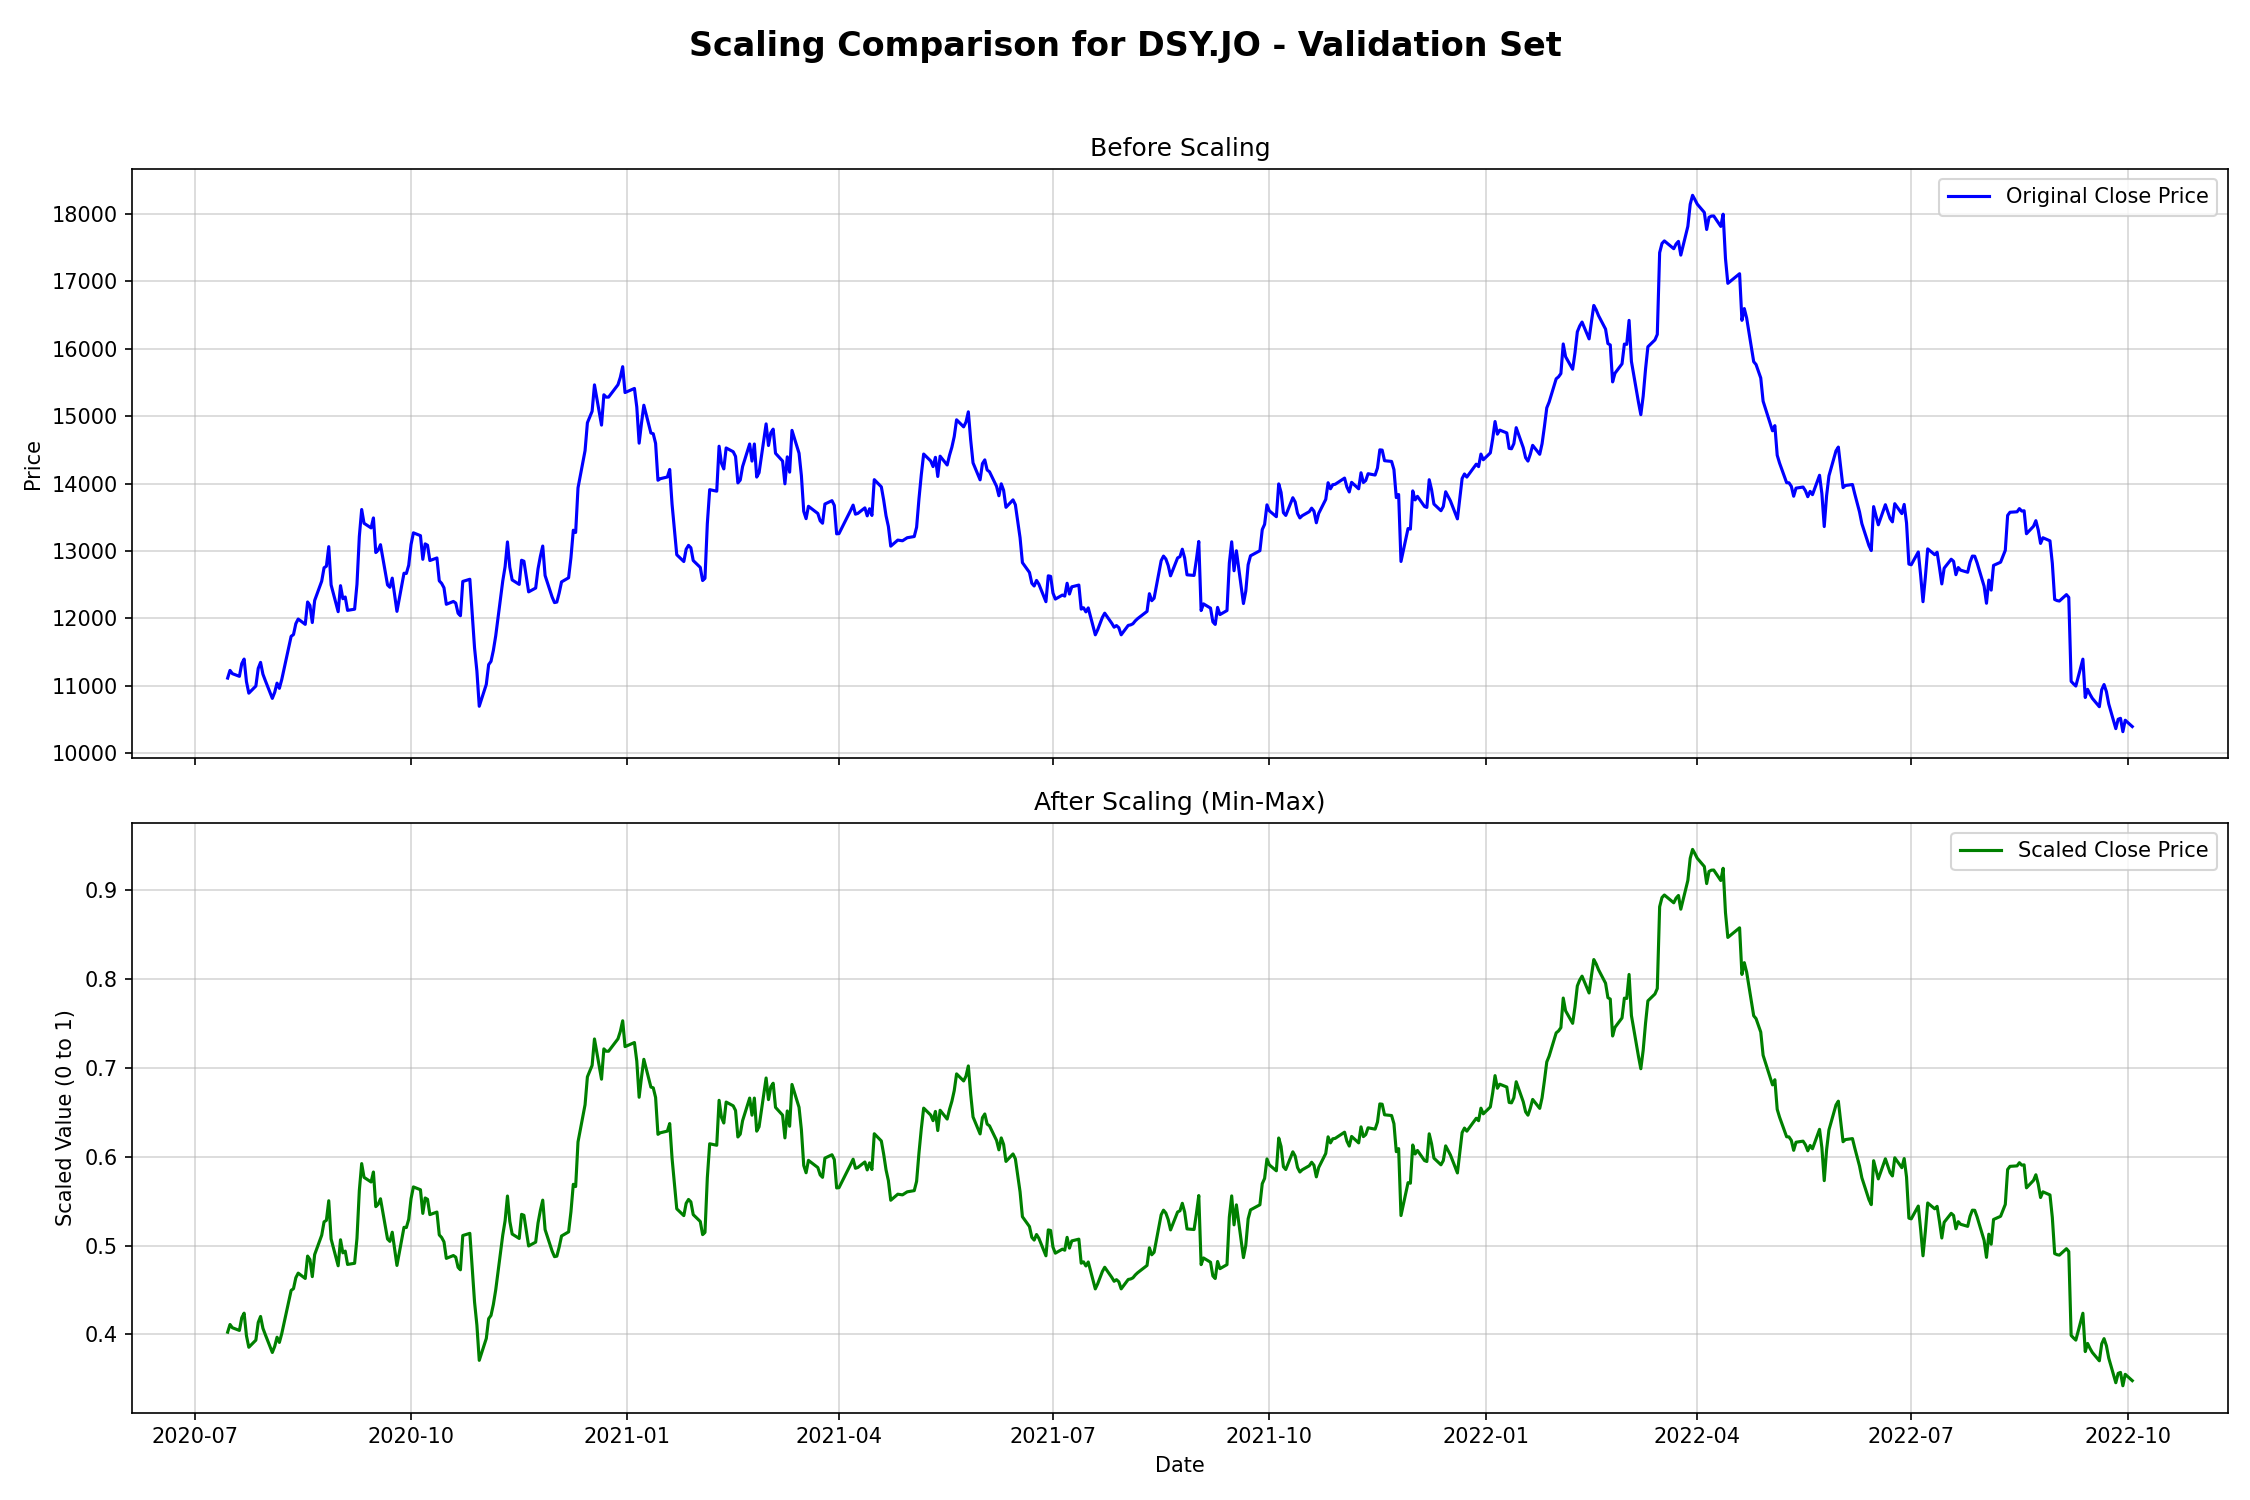 Scaling Comparison for DSY.JO - Validation Set
Before Scaling
Original Close Price
Price
18000
17000
16000
15000
14000
13000
12000
11000
10000
After Scaling (Min-Max)
Scaled Close Price
Scaled Value (0 to 1)
0.9
0.8
0.7
0.6
0.5
0.4
2020-07 2020-10 2021-01 2021-04 2021-07 2021-10 2022-01 2022-04 2022-07 2022-10
Date